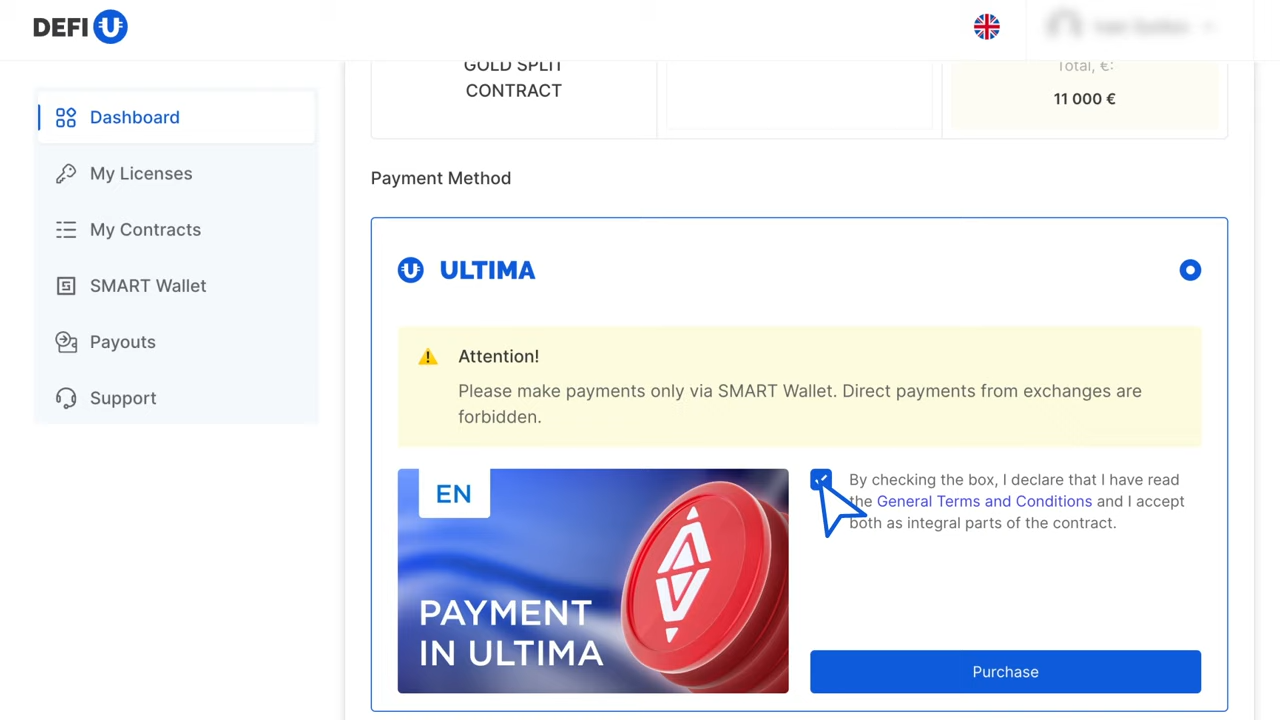 DEFI U
GOLD SPLIT
CONTRACT
Total, €:
11 000 €
Dashboard
My Licenses
My Contracts
SMART Wallet
Payouts
Support
Payment Method
ULTIMA
Attention!
Please make payments only via SMART Wallet. Direct payments from exchanges are
forbidden.
EN
PAYMENT
IN ULTIMA
By checking the box, I declare that I have read
the General Terms and Conditions and I accept
both as integral parts of the contract.
Purchase